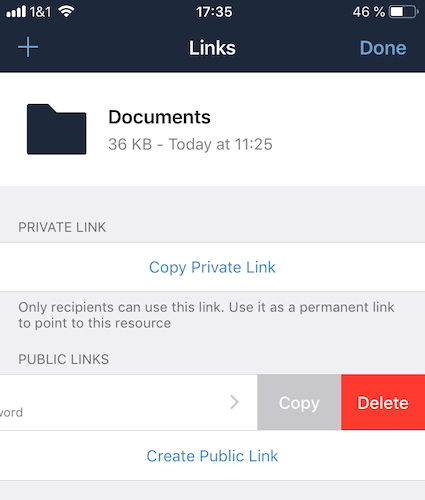 1&1 17:35 46 %
Links Done
Documents
36 KB - Today at 11:25
PRIVATE LINK
Copy Private Link
Only recipients can use this link. Use it as a permanent link
to point to this resource
PUBLIC LINKS
Copy Delete
word
Create Public Link